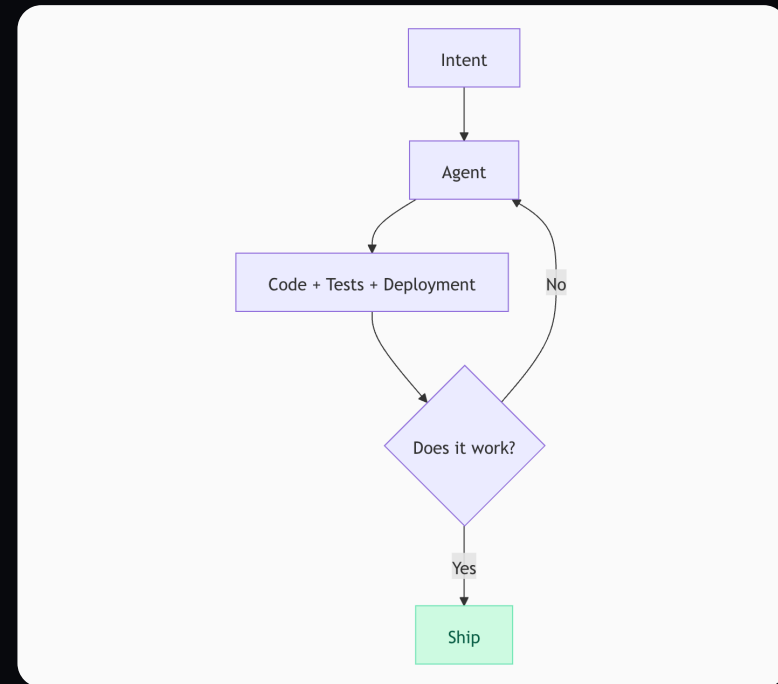 Intent
Agent
Code + Tests + Deployment
No
Does it work?
Yes
Ship